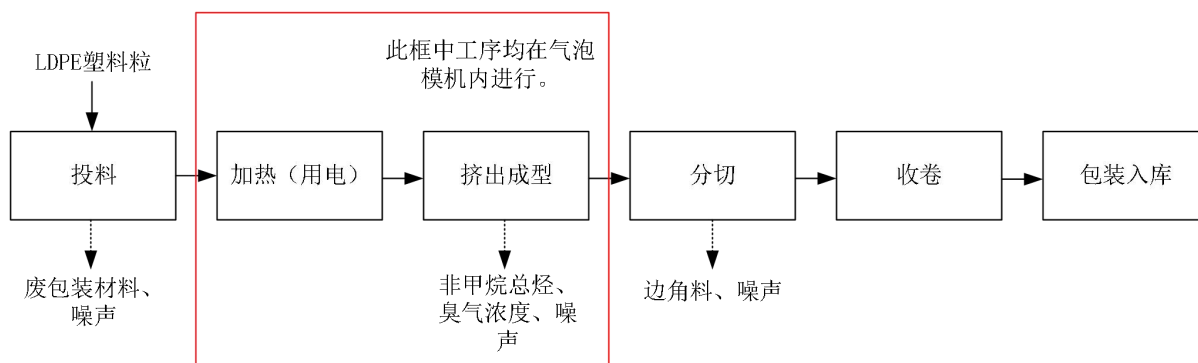 LDPE塑料粒
此框中工序均在气泡
模机内进行。
投料
加热（用电）
挤出成型
分切
收卷
包装入库
废包装材料、
噪声
非甲烷总烃、
臭气浓度、噪
声
边角料、噪声